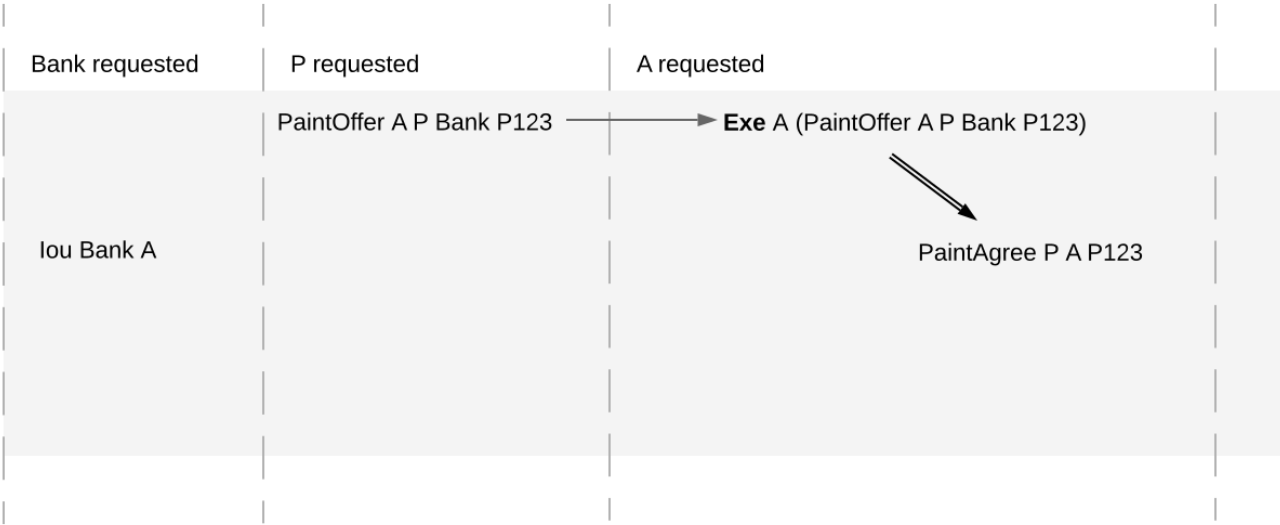 Bank requested
P requested
A requested
PaintOffer A P Bank P123
Exe A (PaintOffer A P Bank P123)
Iou Bank A
PaintAgree P A P123